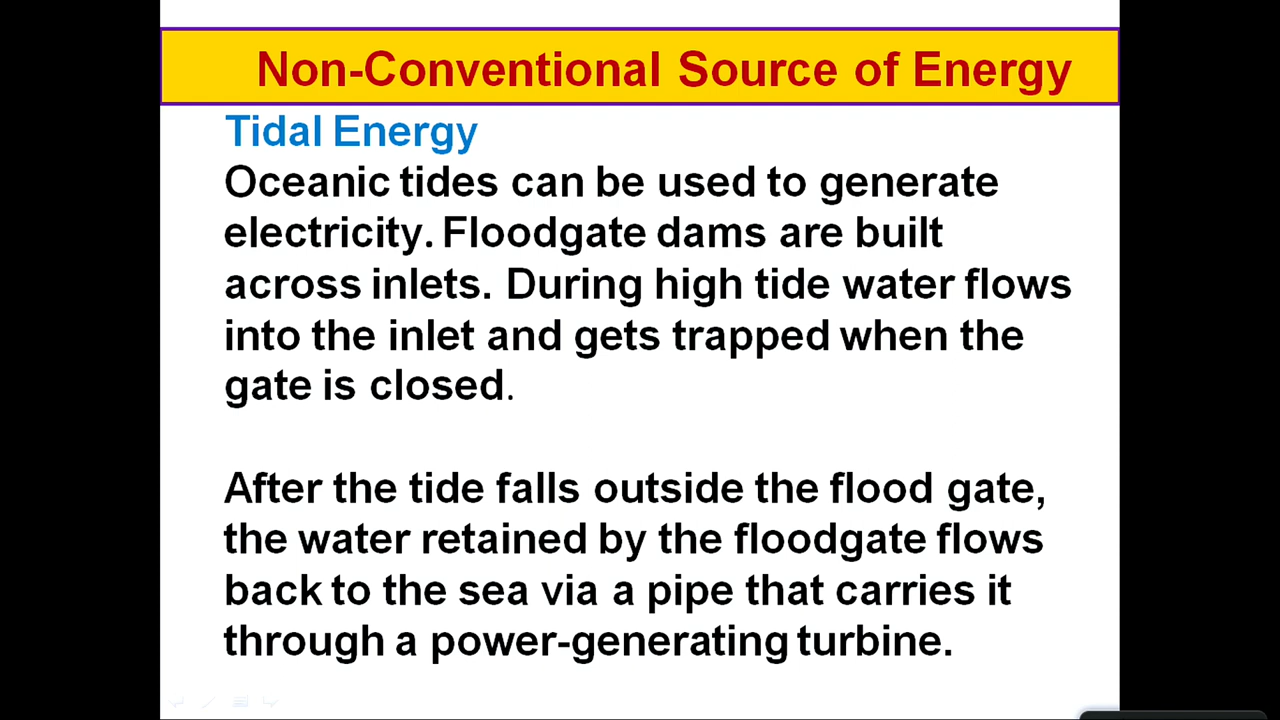 Non-Conventional Source of Energy
Tidal Energy
Oceanic tides can be used to generate
electricity. Floodgate dams are built
across inlets. During high tide water flows
into the inlet and gets trapped when the
gate is closed.
After the tide falls outside the flood gate,
the water retained by the floodgate flows
back to the sea via a pipe that carries it
through a power-generating turbine.